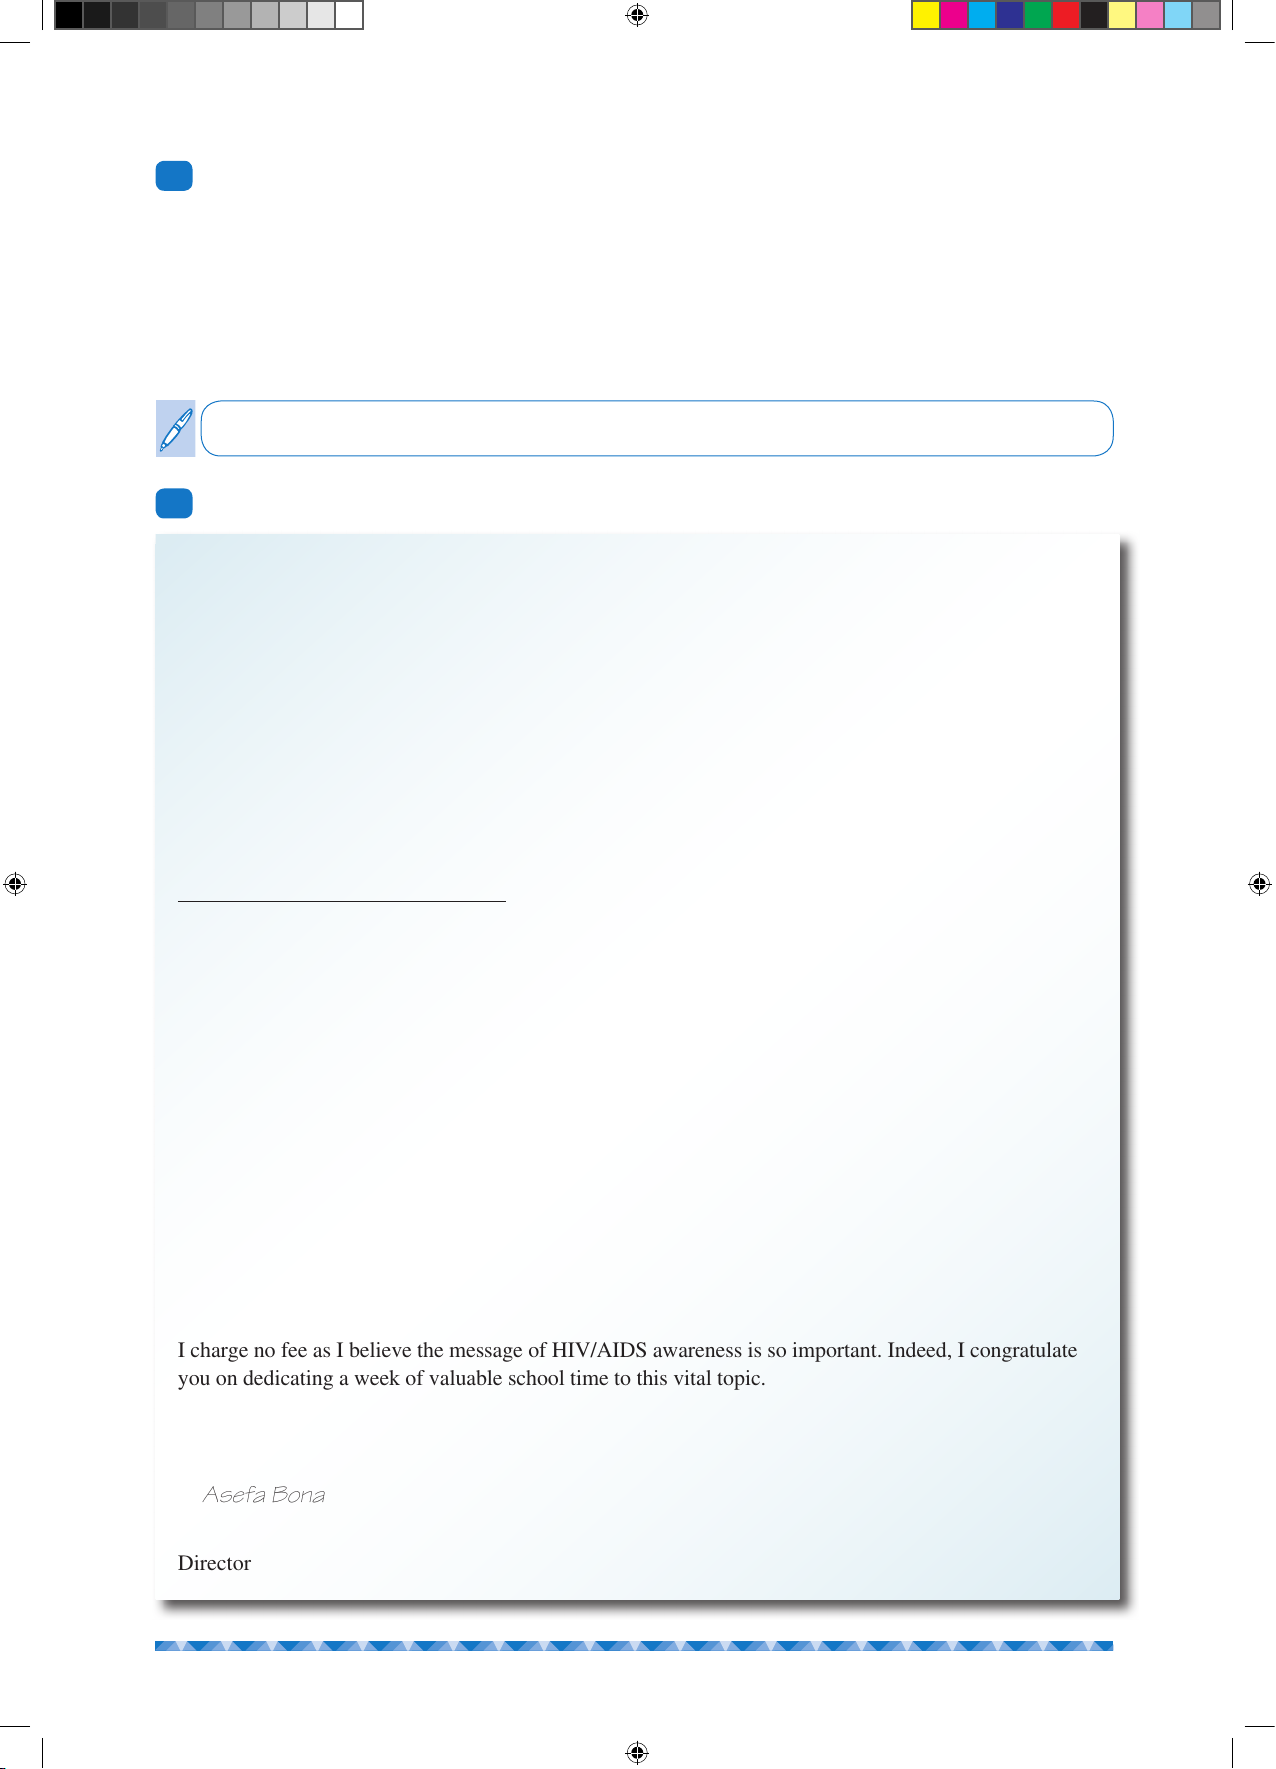 I charge no fee as I believe the message of HIV/AIDS awareness is so important. Indeed, I congratulate
you on dedicating a week of valuable school time to this vital topic.
Asefa Bona
Director